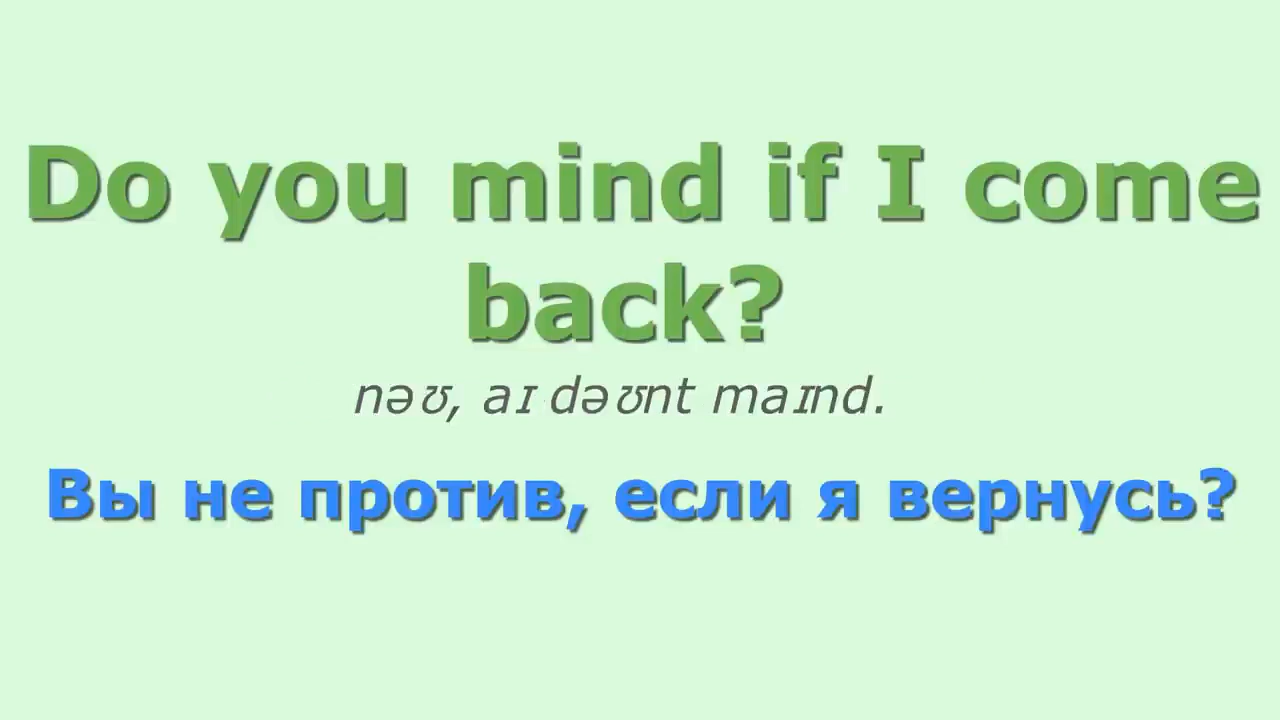 Do you mind if I come
back?
nəʊ, aɪ dəʊnt maɪnd.
Вы не против, если я вернусь?